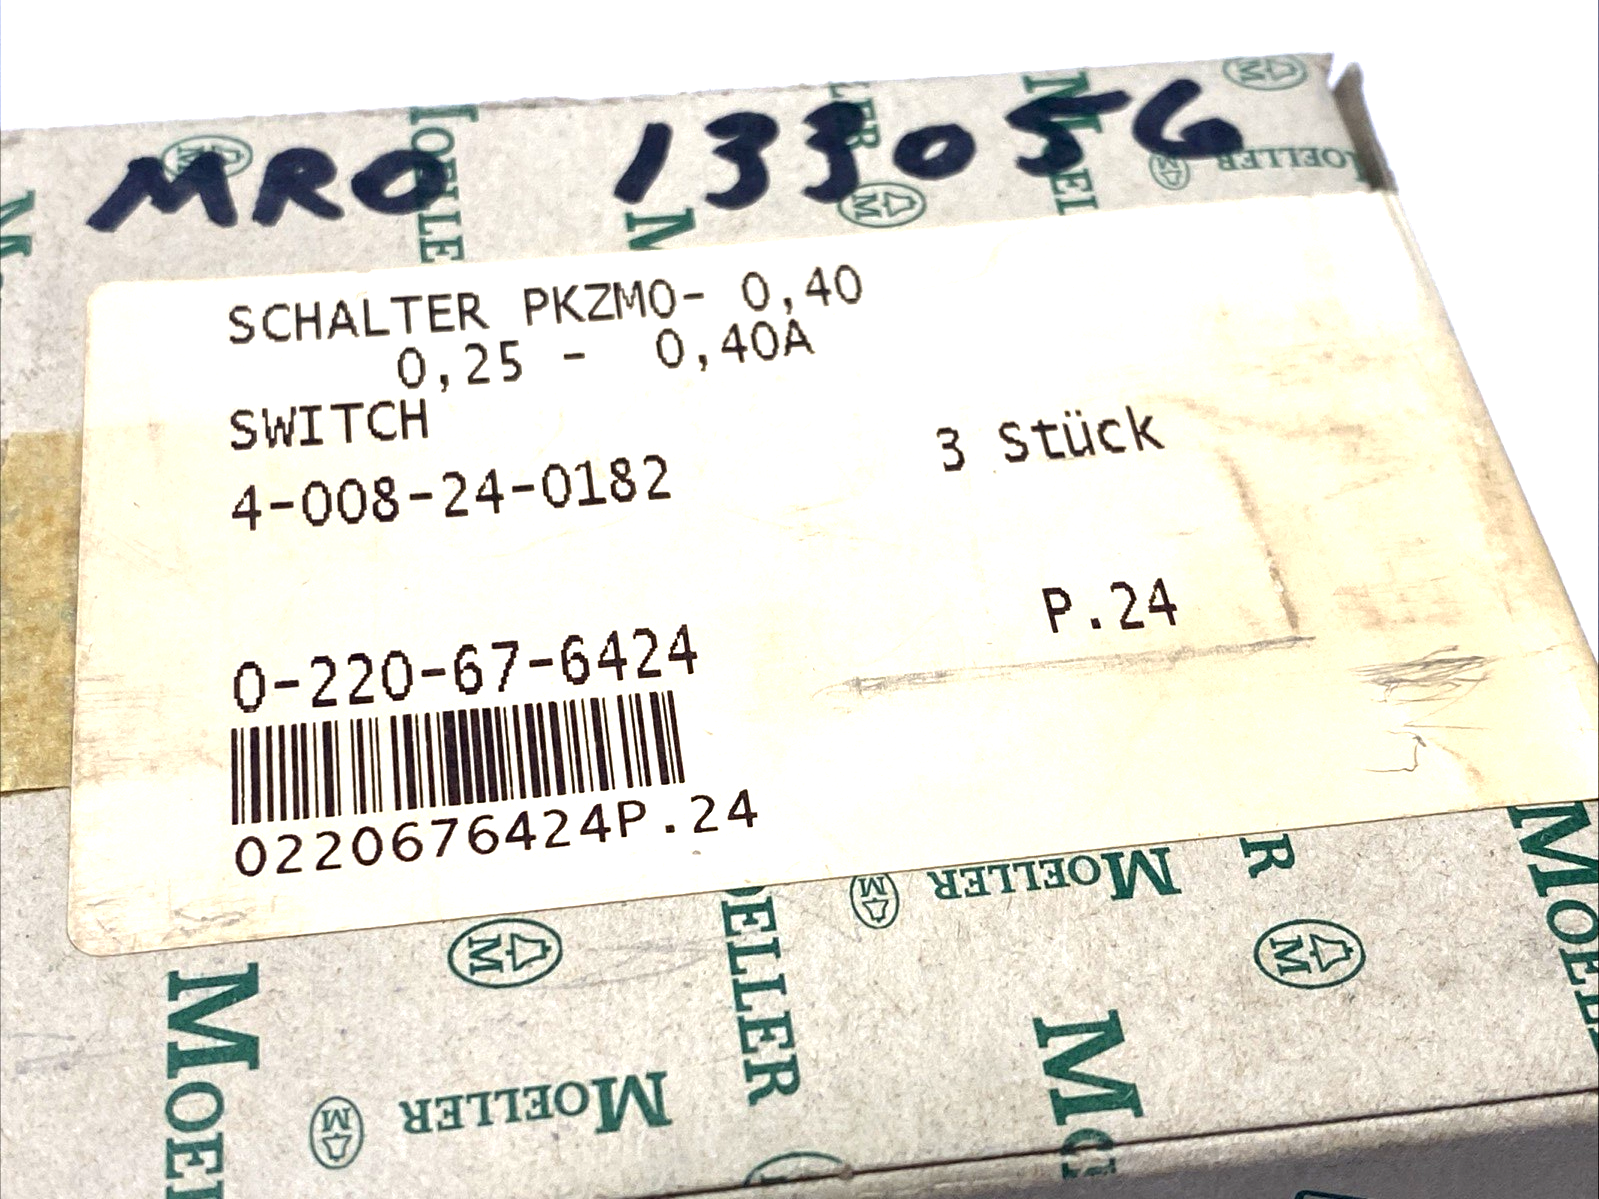 MRO 133056
SCHALTER PKZM0- 0,40
0,25 - 0,40A
SWITCH
4-008-24-0182
3 Stück
P.24
0-220-67-6424
0220676424P.24
MOELLER
MOELLER
MOELLER
MOELLER
MOELLER